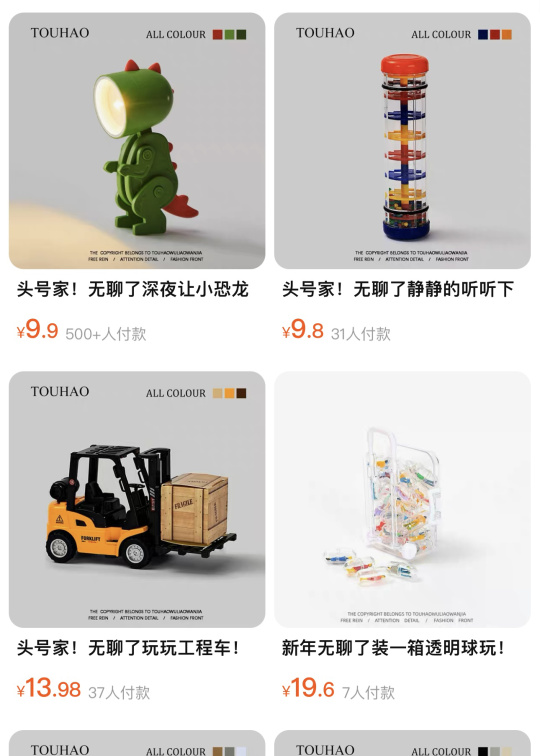 TOUHAO ALL COLOUR
THE COPYRIGHT BELONGS TO TOUHAOWULIAOWANJIA
FREE REIN / ATTENTION DETAIL / FASHION FRONT
头号家！无聊了深夜让小恐龙
¥9.9 500+人付款
TOUHAO ALL COLOUR
THE COPYRIGHT BELONGS TO TOUHAOWULIAOWANJIA
FREE REIN / ATTENTION DETAIL / FASHION FRONT
头号家！无聊了静静的听听下
¥9.8 31人付款
TOUHAO ALL COLOUR
FRAGILE
FORKLIFT
THE COPYRIGHT BELONGS TO TOUHAOWULIAOWANJIA
FREE REIN / ATTENTION DETAIL / FASHION FRONT
头号家！无聊了玩玩工程车！
¥13.98 37人付款
THE COPYRIGHT BELONGS TO TOUHAOWULIAOWANJIA
FREE REIN / ATTENTION DETAIL / FASHION FRONT
新年无聊了装一箱透明球玩！
¥19.6 7人付款
TOUHAO ALL COLOUR
TOUHAO ALL COLOUR